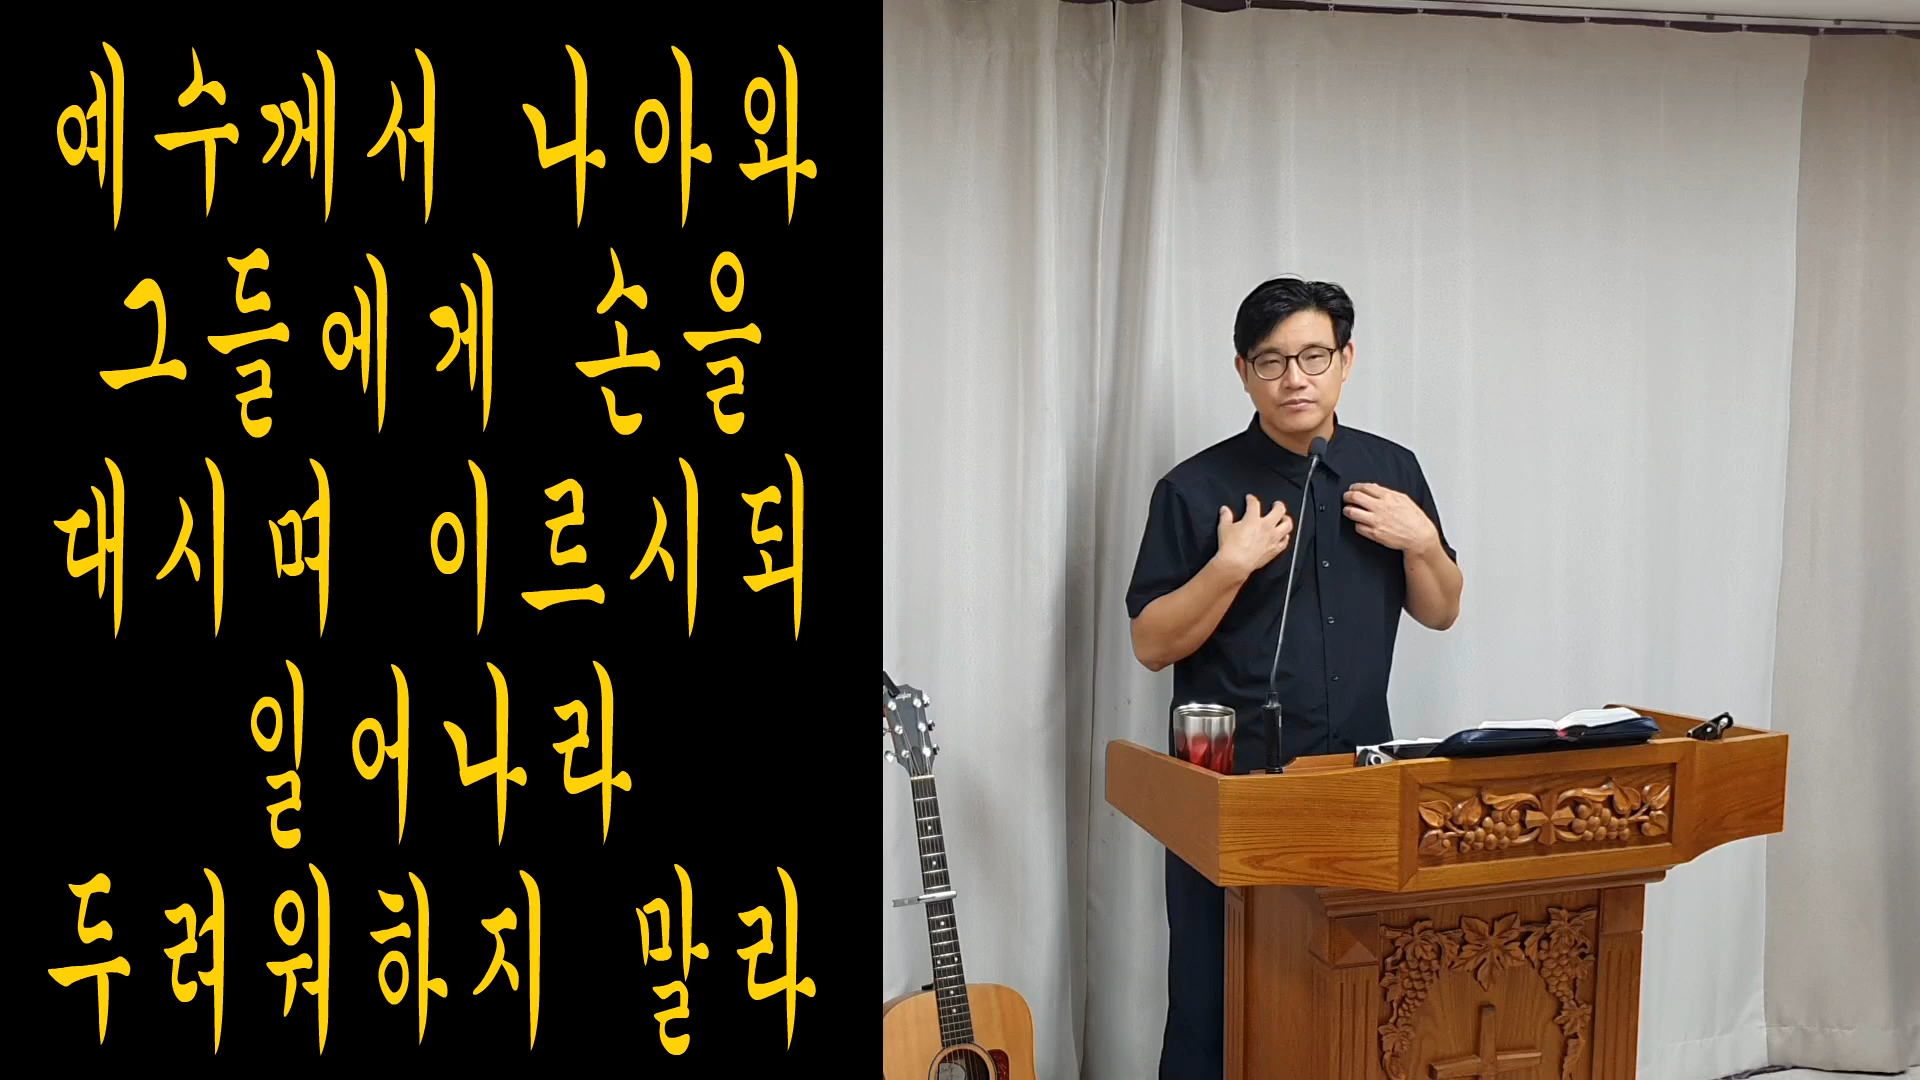 예수께서 나아와
그들에게 손을
대시며 이르시되
일어나라
두려워하지 말라